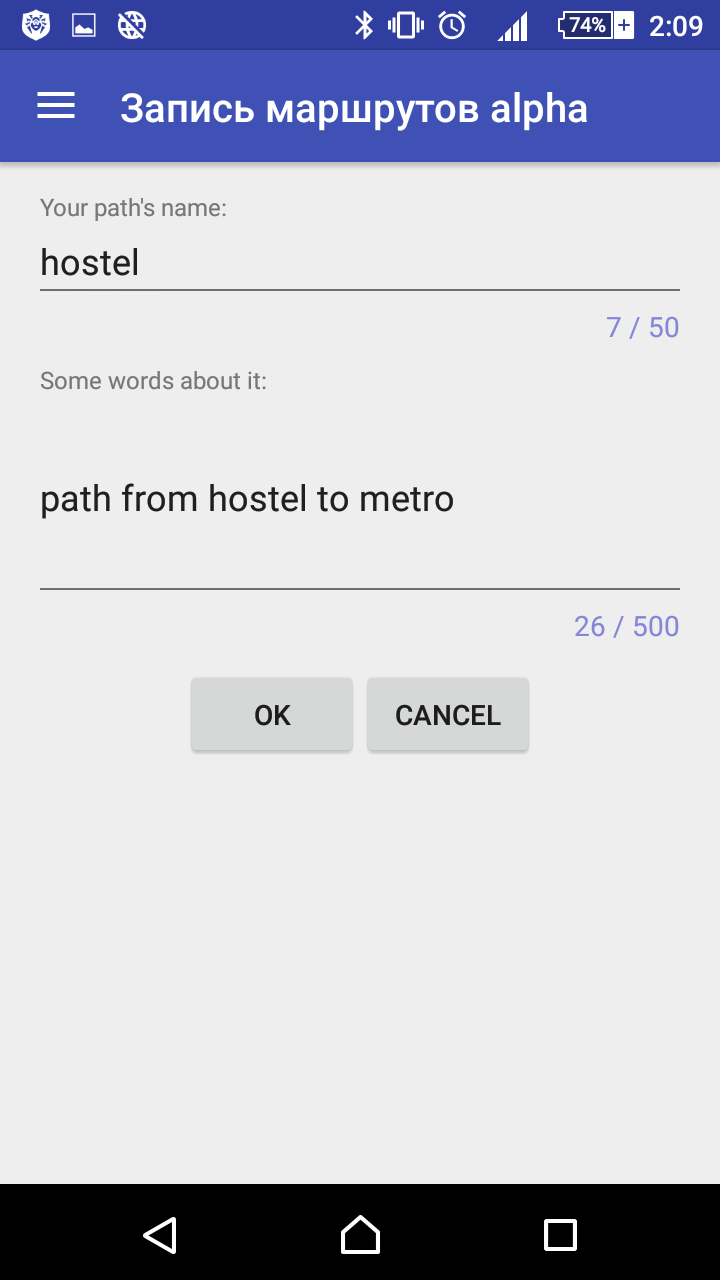 74% 2:09
Запись маршрутов alpha
Your path's name:
hostel
7 / 50
Some words about it:
path from hostel to metro
26 / 500
OK CANCEL